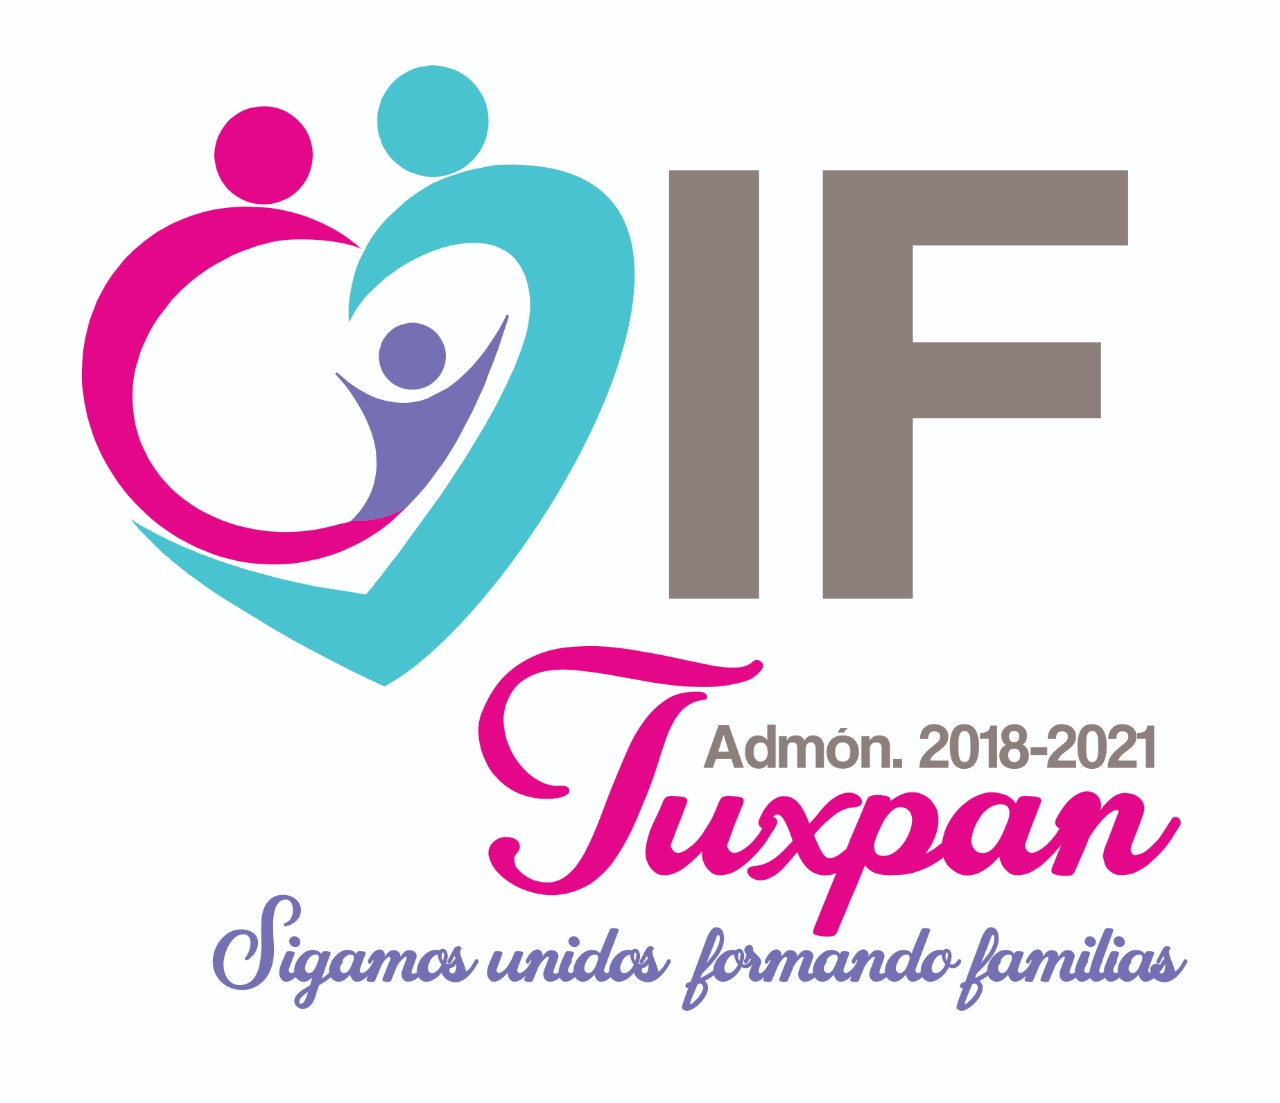 IF
Admón. 2018-2021
Tuxpan
Sigamos unidos formando familias